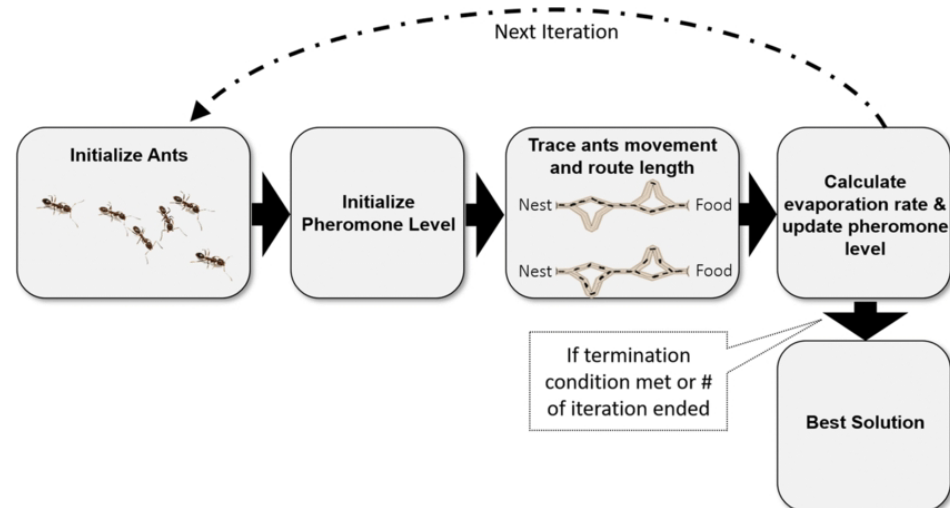 Next Iteration
Initialize Ants
Initialize
Pheromone Level
Trace ants movement
and route length
Nest
Food
Nest
Food
Calculate
evaporation rate &
update pheromone
level
If termination
condition met or #
of iteration ended
Best Solution